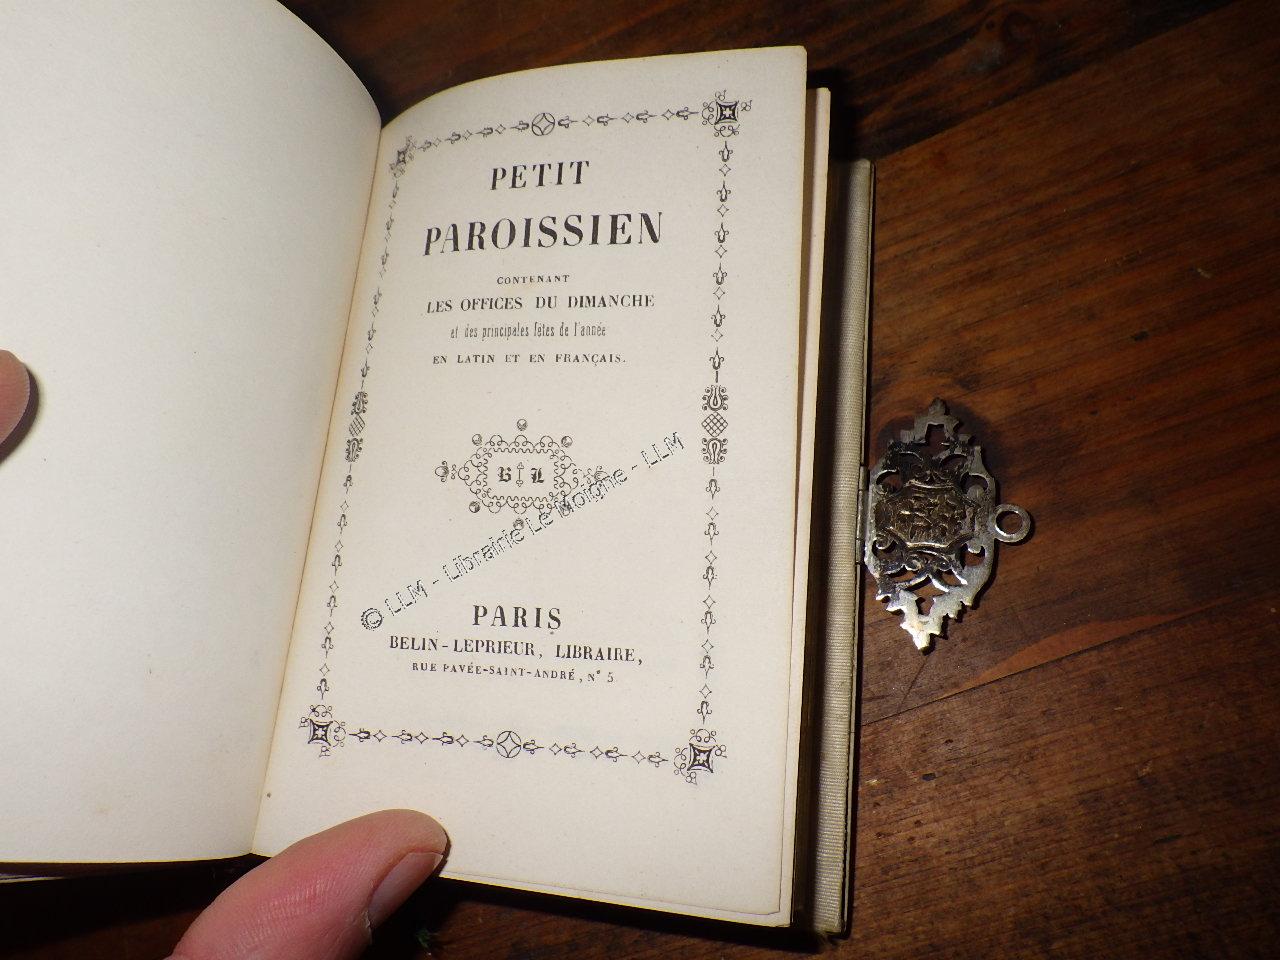 PETIT
PAROISSIEN
CONTENANT
LES OFFICES DU DIMANCHE
et des principales fêtes de l'année
EN LATIN ET EN FRANÇAIS.
B L
© LLM - Librairie Le Moigne - LLM
PARIS
BELIN-LEPRIEUR, LIBRAIRE,
RUE PAVÉE-SAINT-ANDRÉ, N° 5